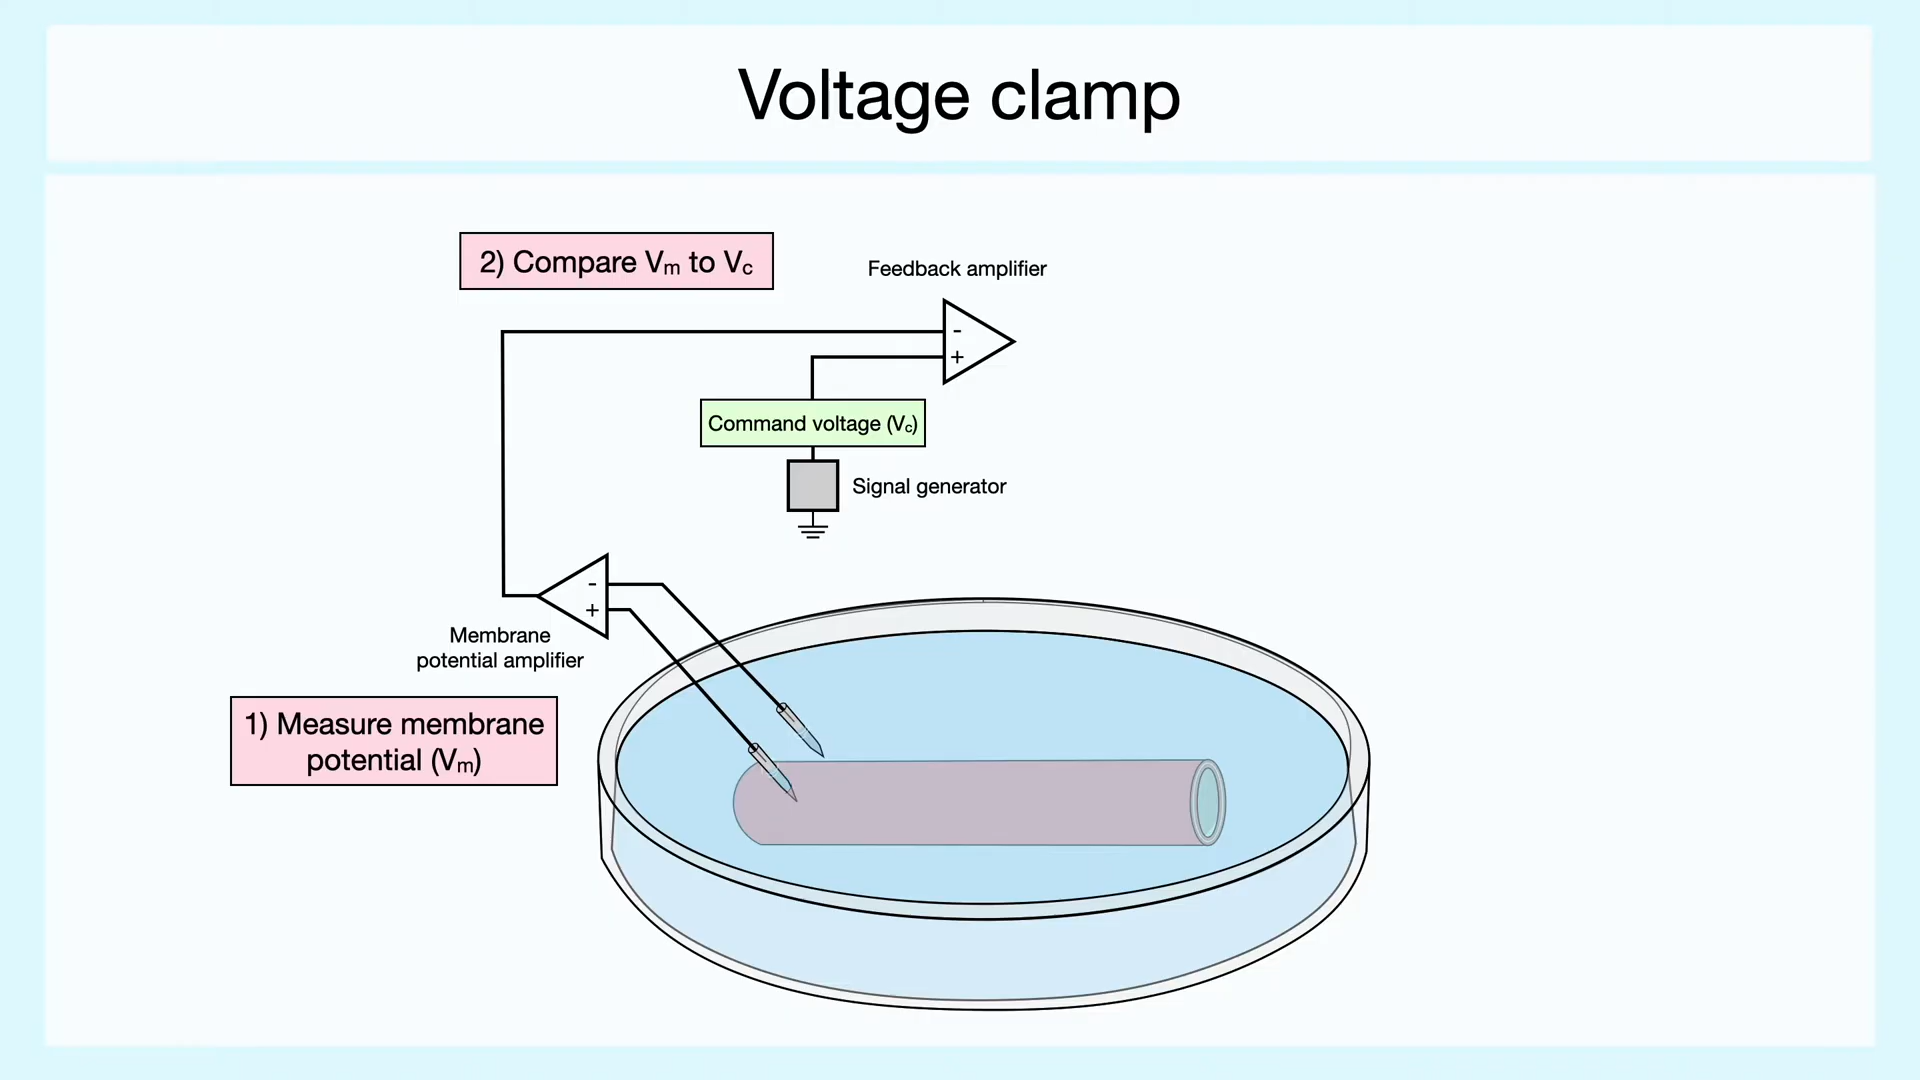 Voltage clamp
2) Compare Vm to Vc
Feedback amplifier
-
+
Command voltage (Vc)
Signal generator
-
+
Membrane
potential amplifier
1) Measure membrane
potential (Vm)